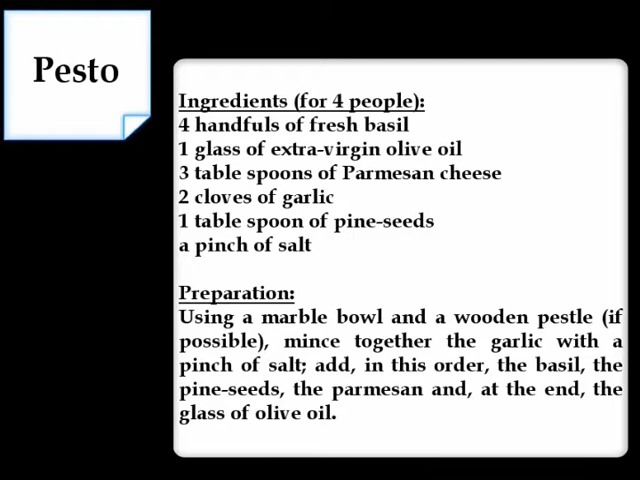 Pesto
Ingredients (for 4 people):
4 handfuls of fresh basil
1 glass of extra-virgin olive oil
3 table spoons of Parmesan cheese
2 cloves of garlic
1 table spoon of pine-seeds
a pinch of salt
Preparation:
Using a marble bowl and a wooden pestle (if
possible), mince together the garlic with a
pinch of salt; add, in this order, the basil, the
pine-seeds, the parmesan and, at the end, the
glass of olive oil.